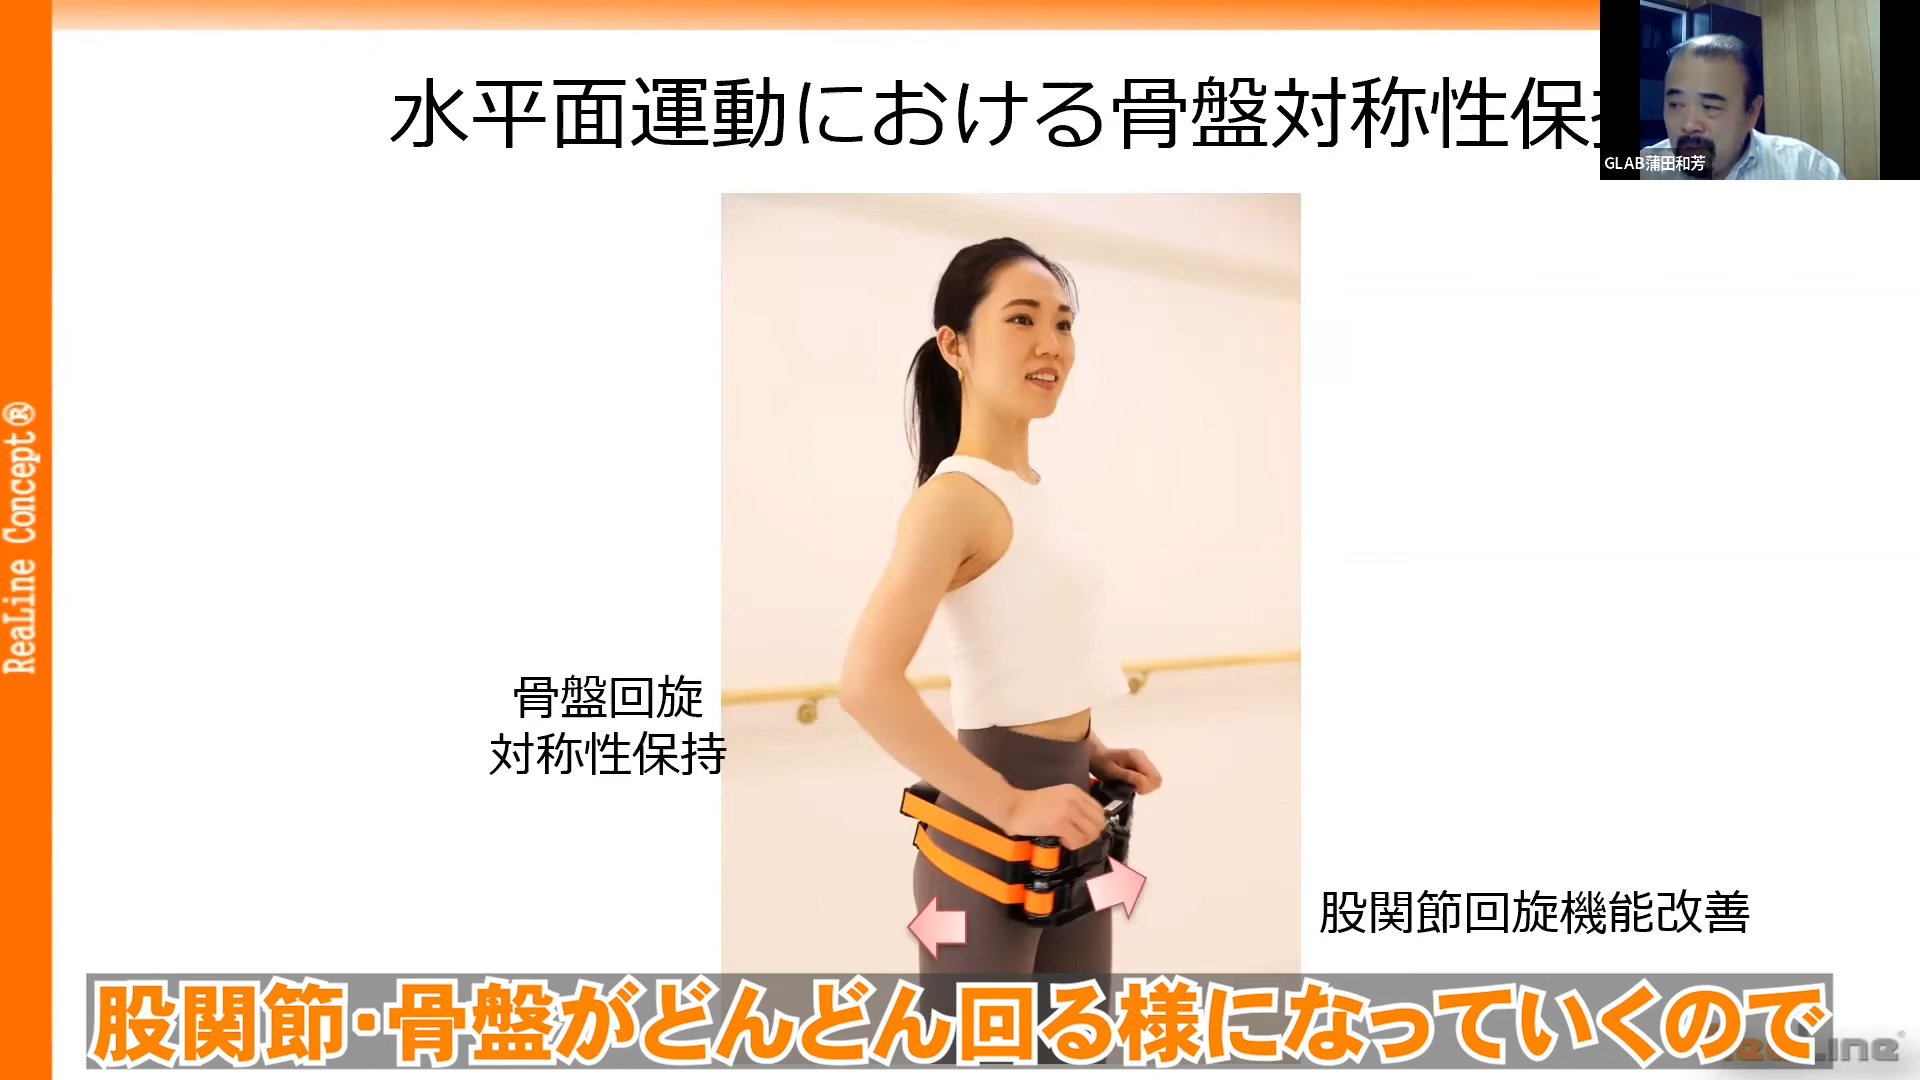 水平面運動における骨盤対称性保
GLAB蒲田和芳
ReaLine Concept®
骨盤回旋
対称性保持
股関節回旋機能改善
股関節・骨盤がどんどん回る様になっていくので